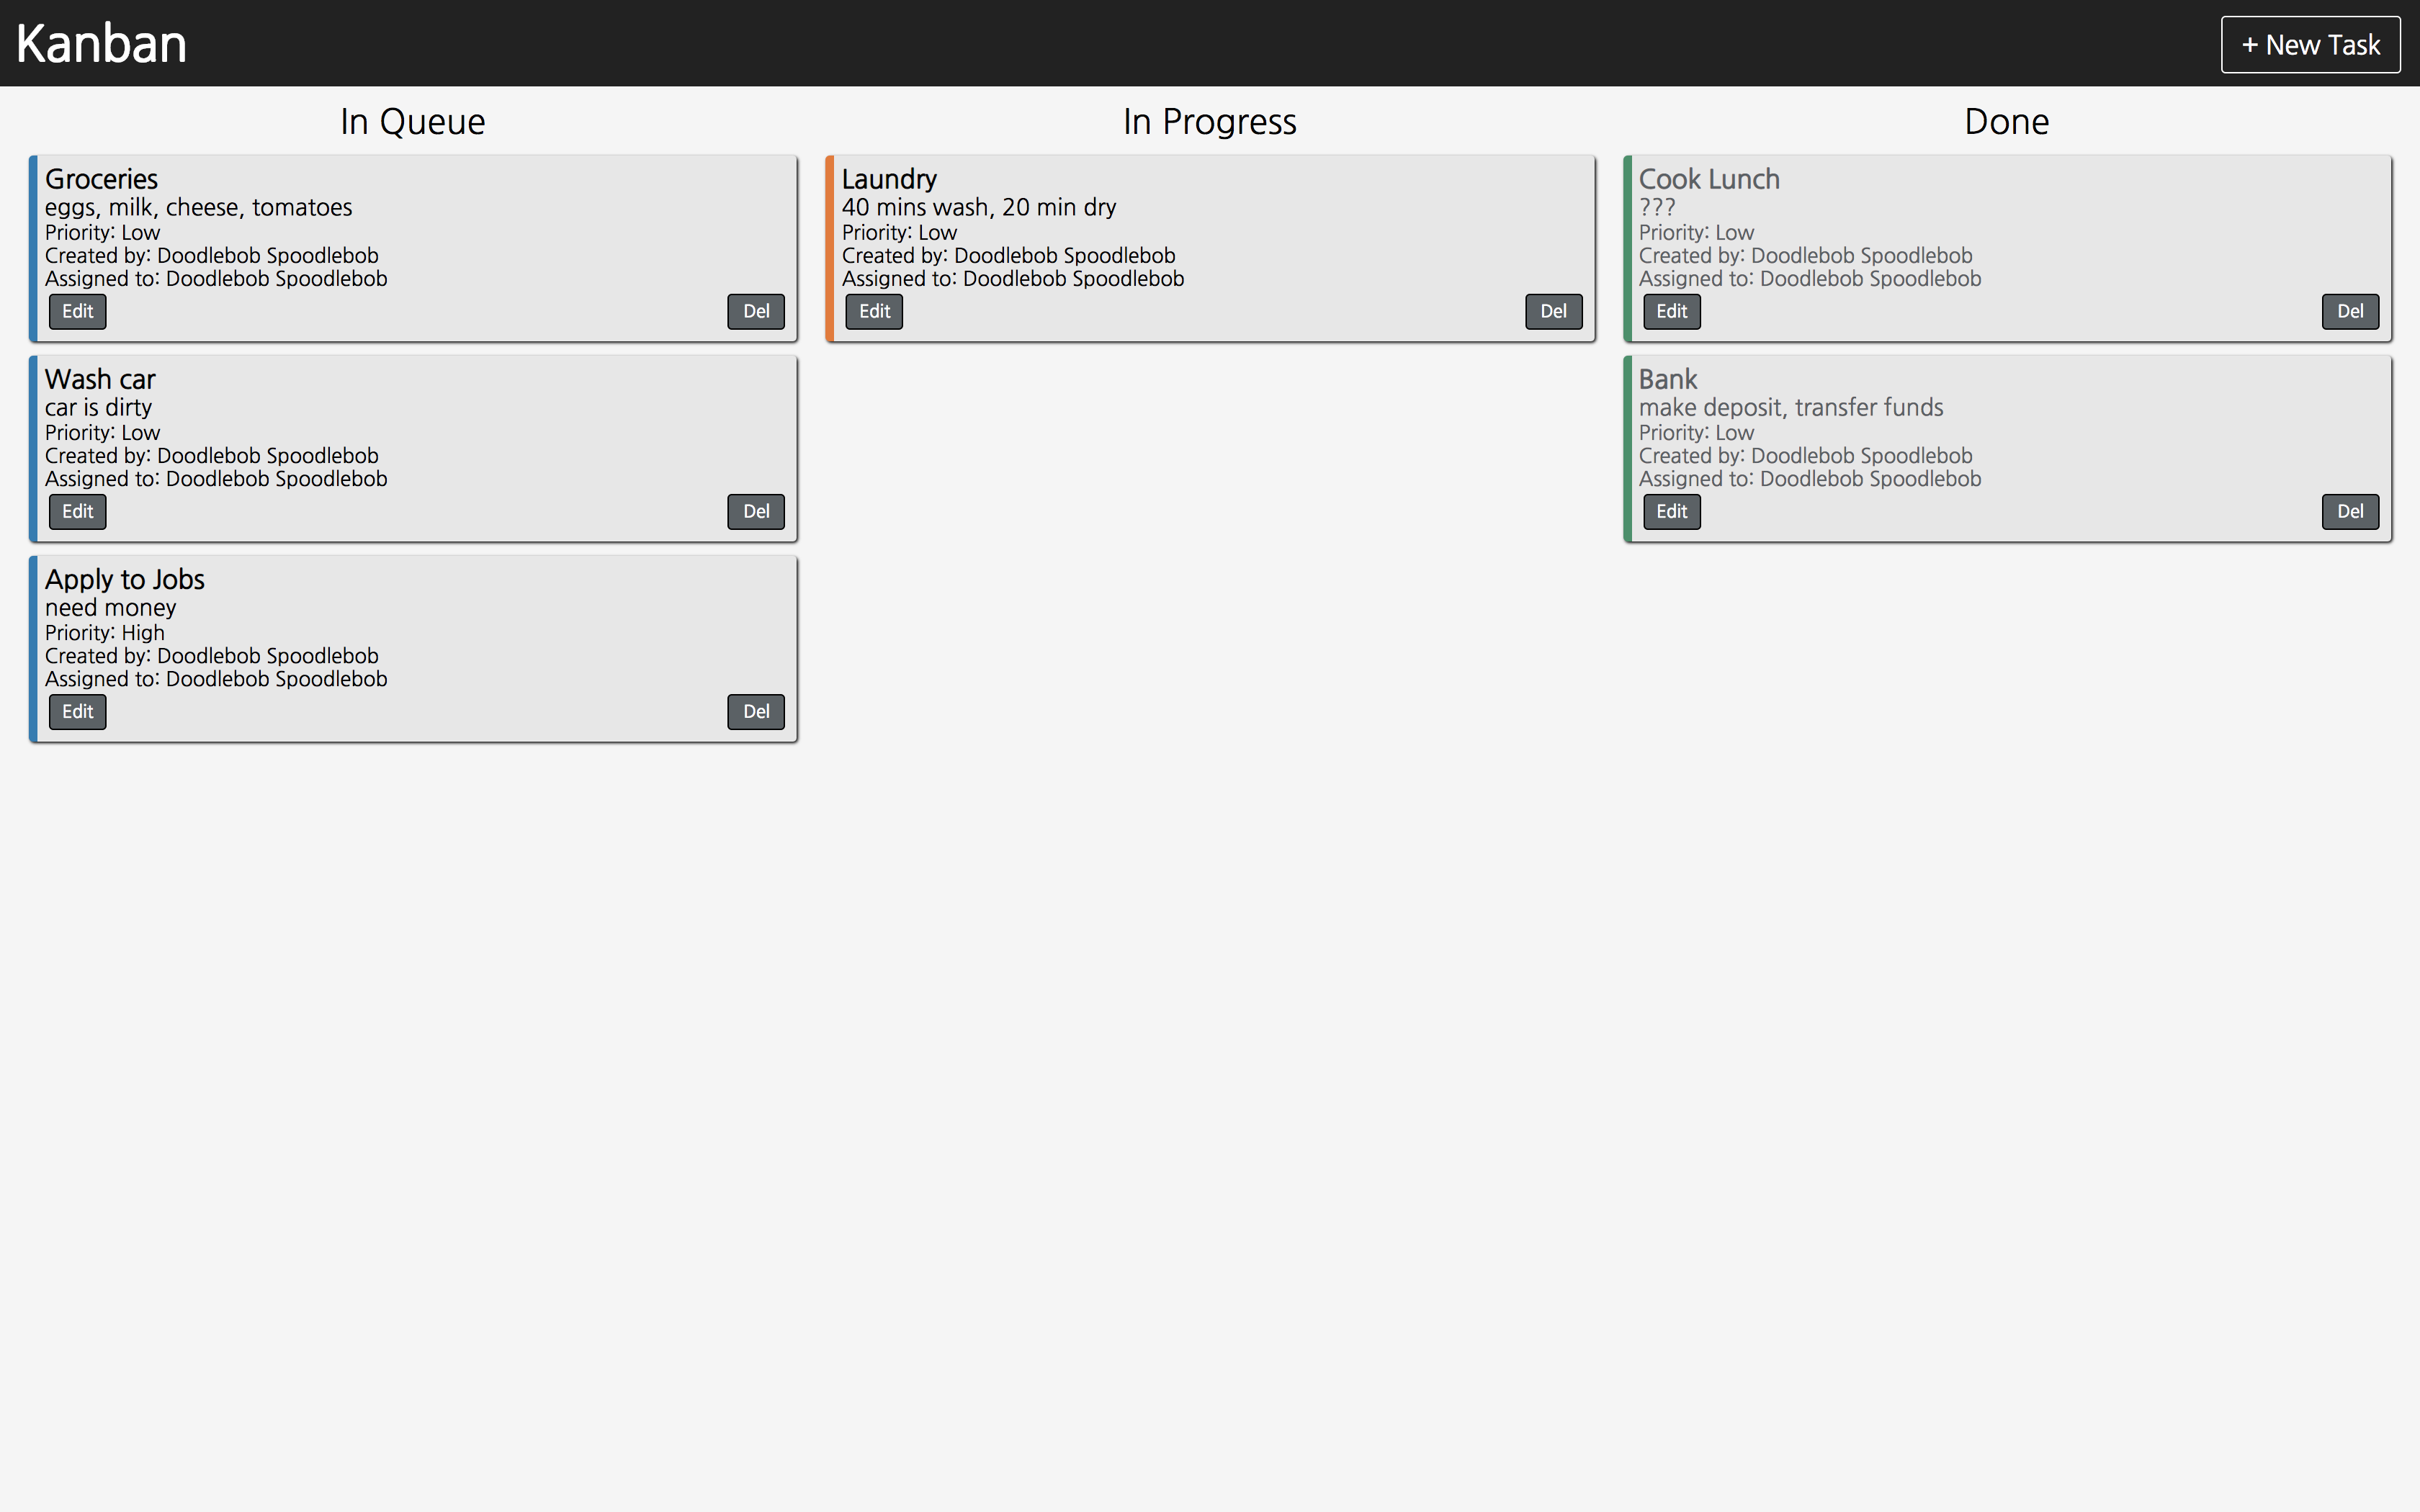 Kanban
+ New Task
In Queue
Groceries
eggs, milk, cheese, tomatoes
Priority: Low
Created by: Doodlebob Spoodlebob
Assigned to: Doodlebob Spoodlebob
Edit
Del
Wash car
car is dirty
Priority: Low
Created by: Doodlebob Spoodlebob
Assigned to: Doodlebob Spoodlebob
Edit
Del
Apply to Jobs
need money
Priority: High
Created by: Doodlebob Spoodlebob
Assigned to: Doodlebob Spoodlebob
Edit
Del
In Progress
Laundry
40 mins wash, 20 min dry
Priority: Low
Created by: Doodlebob Spoodlebob
Assigned to: Doodlebob Spoodlebob
Edit
Del
Done
Cook Lunch
???
Priority: Low
Created by: Doodlebob Spoodlebob
Assigned to: Doodlebob Spoodlebob
Edit
Del
Bank
make deposit, transfer funds
Priority: Low
Created by: Doodlebob Spoodlebob
Assigned to: Doodlebob Spoodlebob
Edit
Del